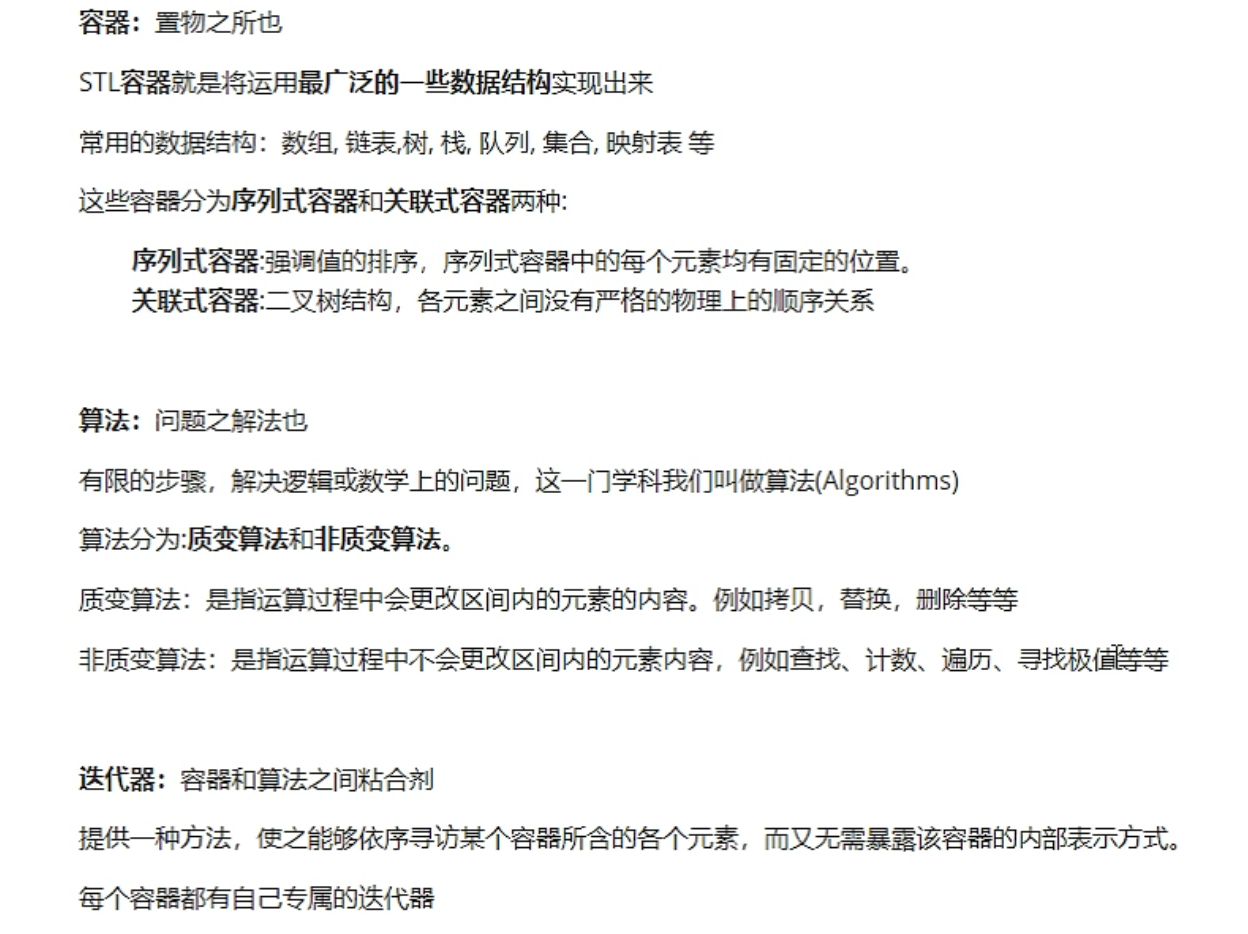 容器：置物之所也
STL容器就是将运用最广泛的一些数据结构实现出来
常用的数据结构：数组, 链表,树, 栈, 队列, 集合, 映射表 等
这些容器分为序列式容器和关联式容器两种:
序列式容器:强调值的排序，序列式容器中的每个元素均有固定的位置。
关联式容器:二叉树结构，各元素之间没有严格的物理上的顺序关系
算法：问题之解法也
有限的步骤，解决逻辑或数学上的问题，这一门学科我们叫做算法(Algorithms)
算法分为:质变算法和非质变算法。
质变算法：是指运算过程中会更改区间内的元素的内容。例如拷贝，替换，删除等等
非质变算法：是指运算过程中不会更改区间内的元素内容，例如查找、计数、遍历、寻找极值等等
迭代器：容器和算法之间粘合剂
提供一种方法，使之能够依序寻访某个容器所含的各个元素，而又无需暴露该容器的内部表示方式。
每个容器都有自己专属的迭代器